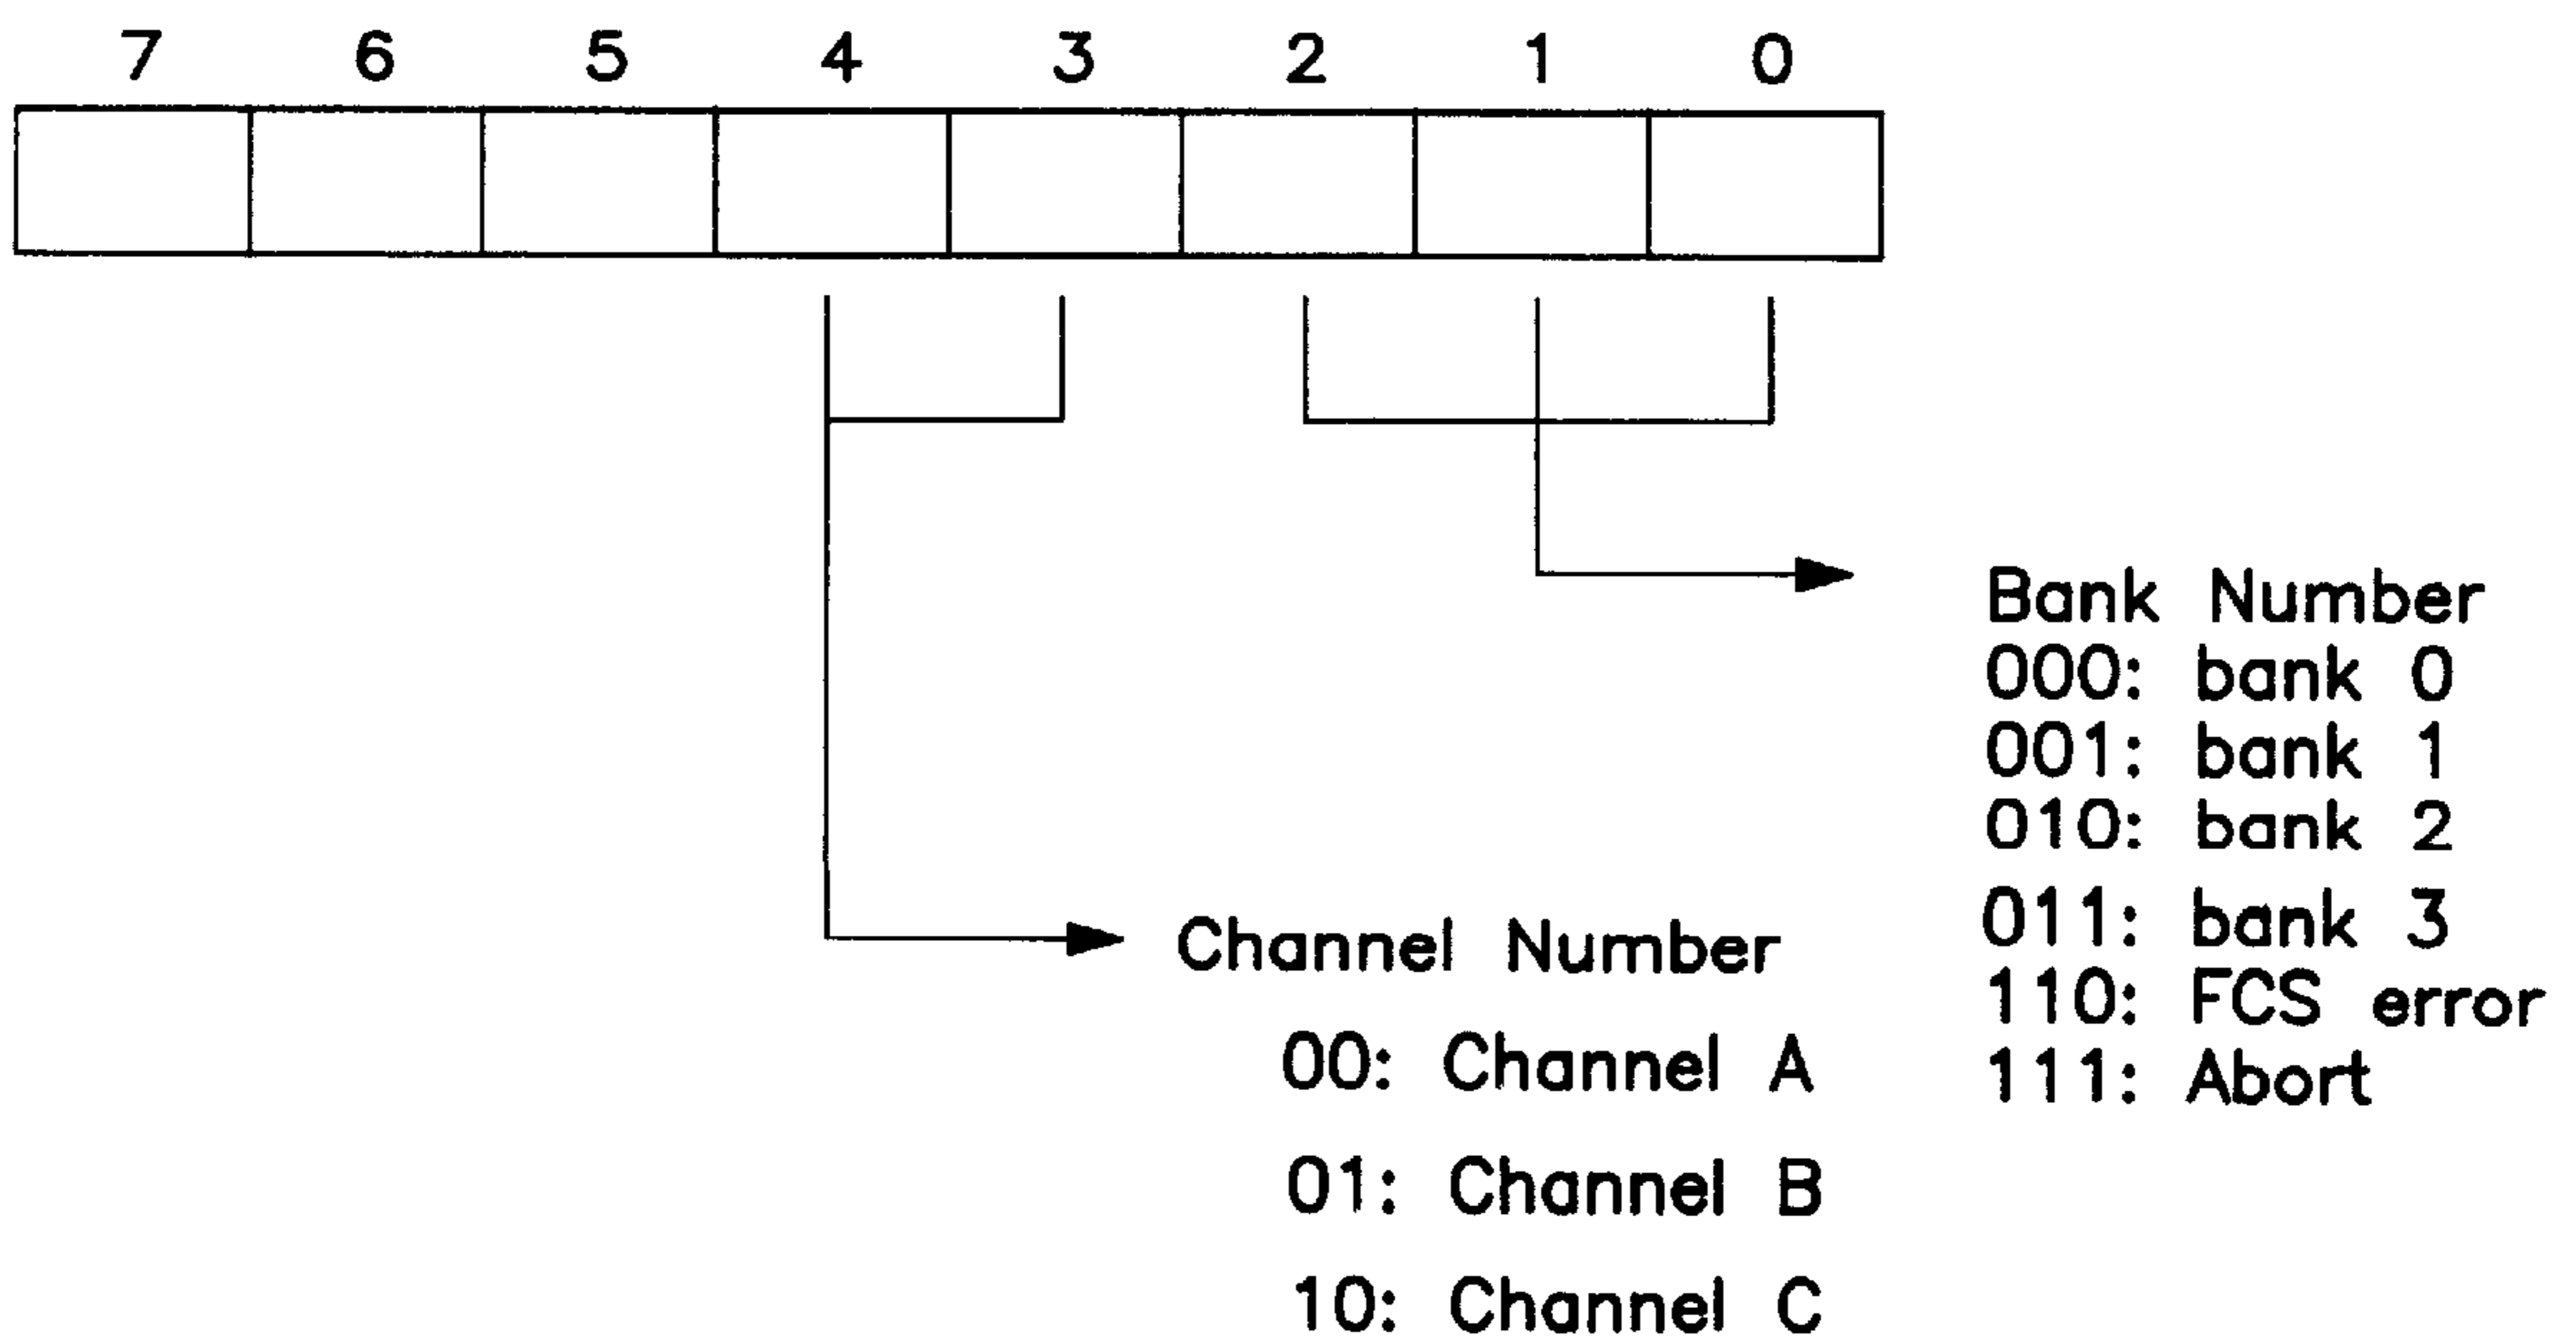 7 6 5 4 3 2 1 0
Bank Number
000: bank 0
001: bank 1
010: bank 2
011: bank 3
110: FCS error
111: Abort
Channel Number
00: Channel A
01: Channel B
10: Channel C